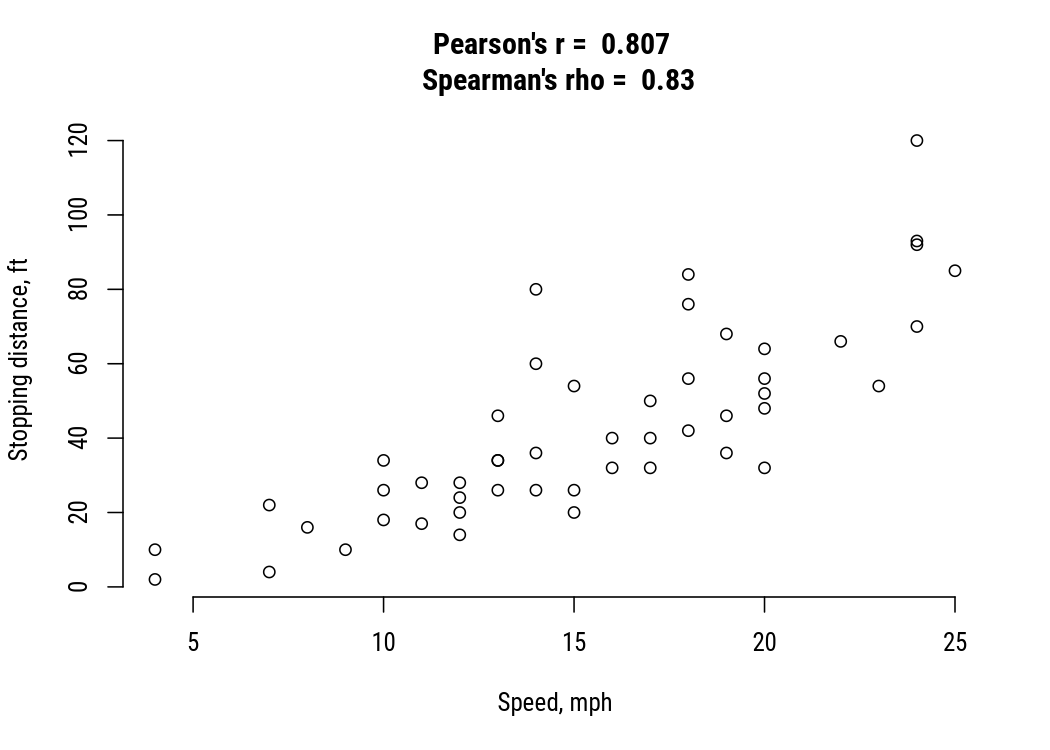 Pearson's r = 0.807
Spearman's rho = 0.83
120
100
80
60
40
20
0
Stopping distance, ft
5 10 15 20 25
Speed, mph